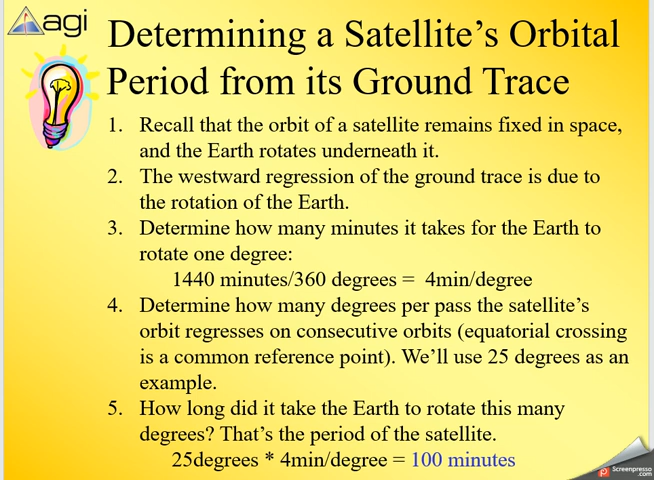 agi
Determining a Satellite's Orbital
Period from its Ground Trace
1. Recall that the orbit of a satellite remains fixed in space,
and the Earth rotates underneath it.
2. The westward regression of the ground trace is due to
the rotation of the Earth.
3. Determine how many minutes it takes for the Earth to
rotate one degree:
1440 minutes/360 degrees = 4min/degree
4. Determine how many degrees per pass the satellite's
orbit regresses on consecutive orbits (equatorial crossing
is a common reference point). We'll use 25 degrees as an
example.
5. How long did it take the Earth to rotate this many
degrees? That's the period of the satellite.
25degrees * 4min/degree = 100 minutes
Screenpresso
.com